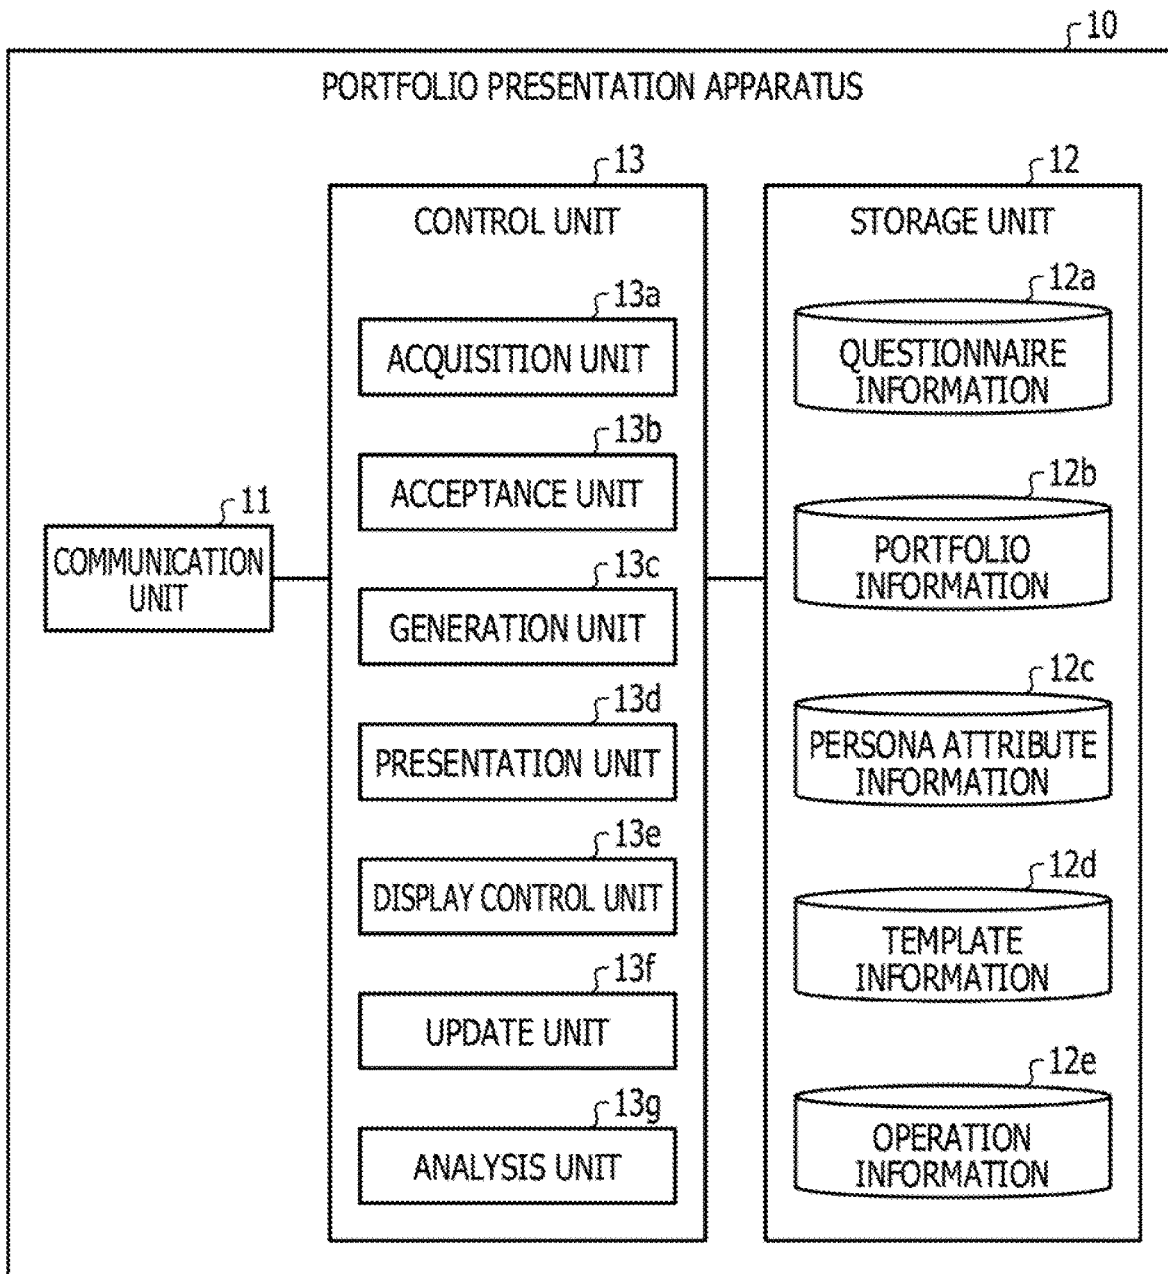 10
PORTFOLIO PRESENTATION APPARATUS
11
COMMUNICATION
UNIT
13
CONTROL UNIT
13a
ACQUISITION UNIT
13b
ACCEPTANCE UNIT
13c
GENERATION UNIT
13d
PRESENTATION UNIT
13e
DISPLAY CONTROL UNIT
13f
UPDATE UNIT
13g
ANALYSIS UNIT
12
STORAGE UNIT
12a
QUESTIONNAIRE
INFORMATION
12b
PORTFOLIO
INFORMATION
12c
PERSONA ATTRIBUTE
INFORMATION
12d
TEMPLATE
INFORMATION
12e
OPERATION
INFORMATION